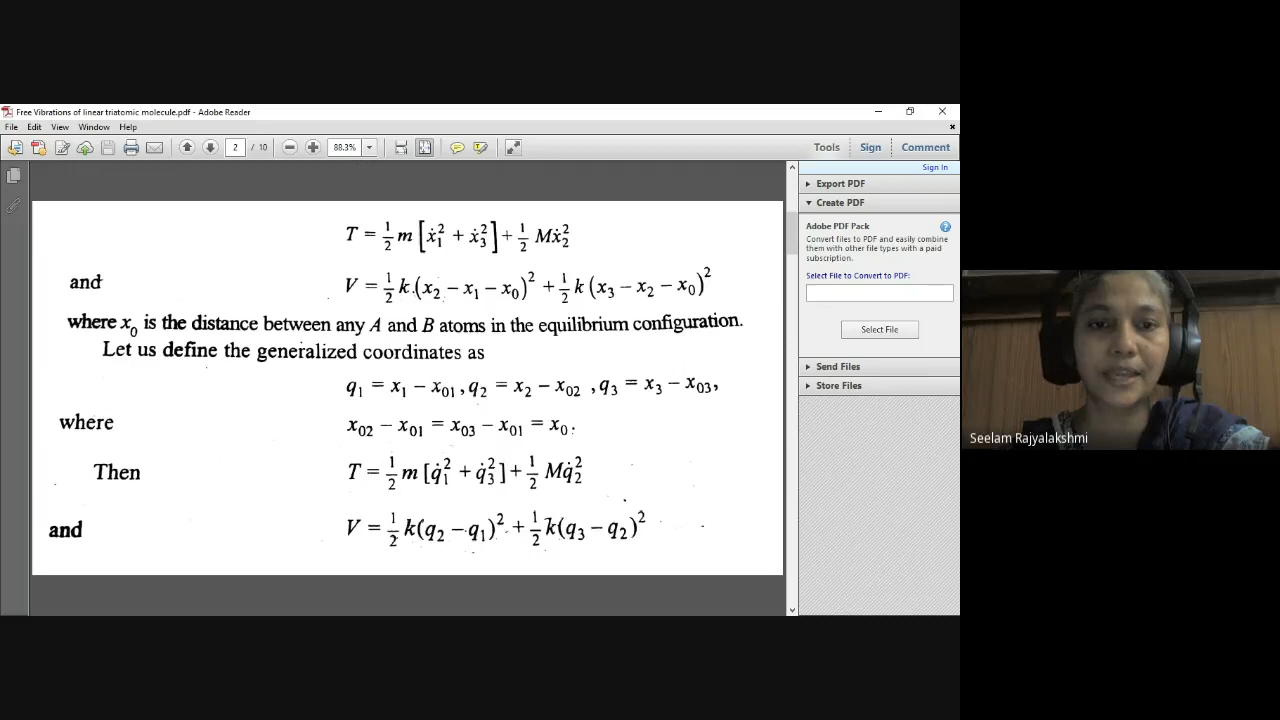 Free Vibrations of linear triatomic molecule.pdf - Adobe Reader
File Edit View Window Help
2 / 10 88.3% Tools Sign Comment
Sign In
Export PDF
Create PDF
Adobe PDF Pack
Convert files to PDF and easily combine
them with other file types with a paid
subscription.
Select File to Convert to PDF:
Select File
Send Files
Store Files
T = ½ m [ẋ₁² + ẋ₃²] + ½ Mẋ₂²
and V = ½ k (x₂ − x₁ − x₀)² + ½ k (x₃ − x₂ − x₀)²
where x₀ is the distance between any A and B atoms in the equilibrium configuration.
Let us define the generalized coordinates as
q₁ = x₁ − x₀₁, q₂ = x₂ − x₀₂, q₃ = x₃ − x₀₃,
where x₀₂ − x₀₁ = x₀₃ − x₀₁ = x₀.
Then T = ½ m [q̇₁² + q̇₃²] + ½ Mq̇₂²
and V = ½ k(q₂ − q₁)² + ½ k(q₃ − q₂)²
Seelam Rajyalakshmi